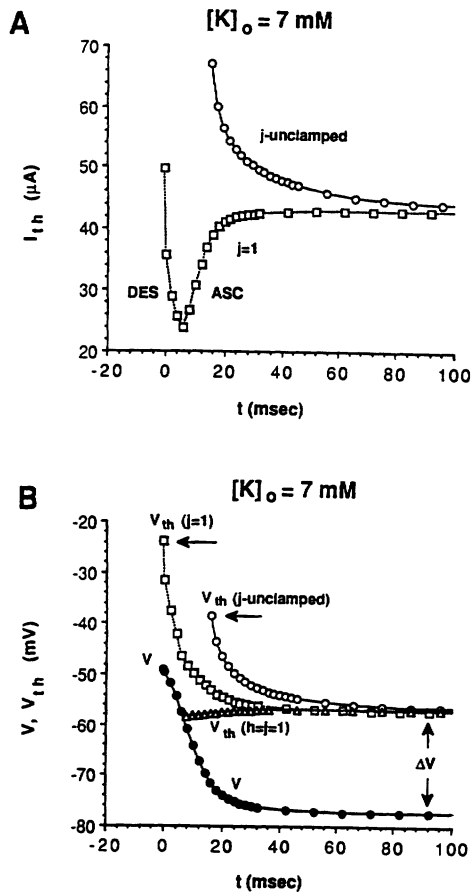 A
[K]o = 7 mM
70
60
50
40
30
20
Ith (μA)
j-unclamped
j=1
DES
ASC
-20
0
20
40
60
80
100
t (msec)
B
[K]o = 7 mM
-20
-30
-40
-50
-60
-70
-80
V, Vth (mV)
Vth (j=1)
Vth (j-unclamped)
V
Vth (h=j=1)
ΔV
V
-20
0
20
40
60
80
100
t (msec)